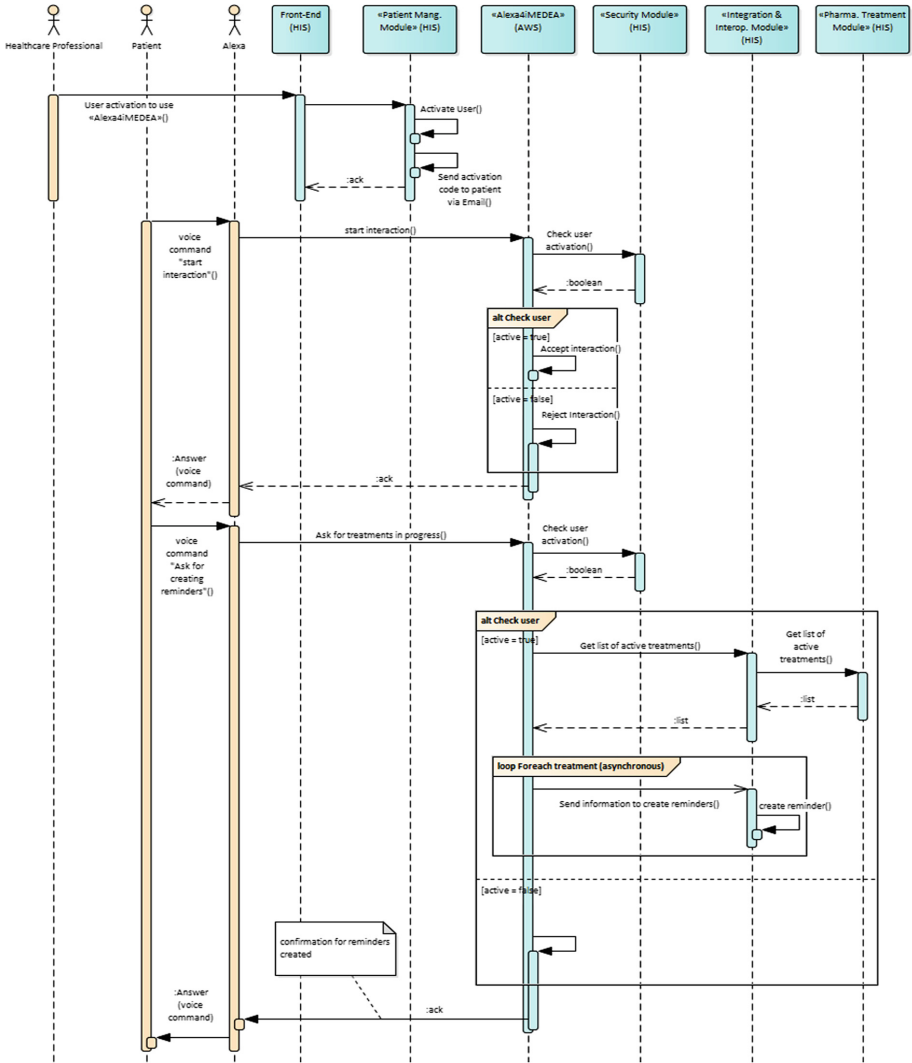 Healthcare Professional
Patient
Alexa
Front-End
(HIS)
«Patient Mang.
Module» (HIS)
«Alexa4iMEDEA»
(AWS)
«Security Module»
(HIS)
«Integration &
Interop. Module»
(HIS)
«Pharma. Treatment
Module» (HIS)
User activation to use
«Alexa4iMEDEA»()
Activate User()
:ack
Send activation
code to patient
via Email()
voice
command
"start
interaction"()
start interaction()
Check user
activation()
:boolean
alt Check user
[active = true]
Accept interaction()
[active = false]
Reject Interaction()
:Answer
(voice
command)
:ack
voice
command
"Ask for
creating
reminders"()
Ask for treatments in progress()
Check user
activation()
:boolean
alt Check user
[active = true]
Get list of active treatments()
Get list of
active
treatments()
:list
:list
loop Foreach treatment (asynchronous)
Send information to create reminders()
create reminder()
[active = false]
confirmation for reminders
created
:Answer
(voice
command)
:ack